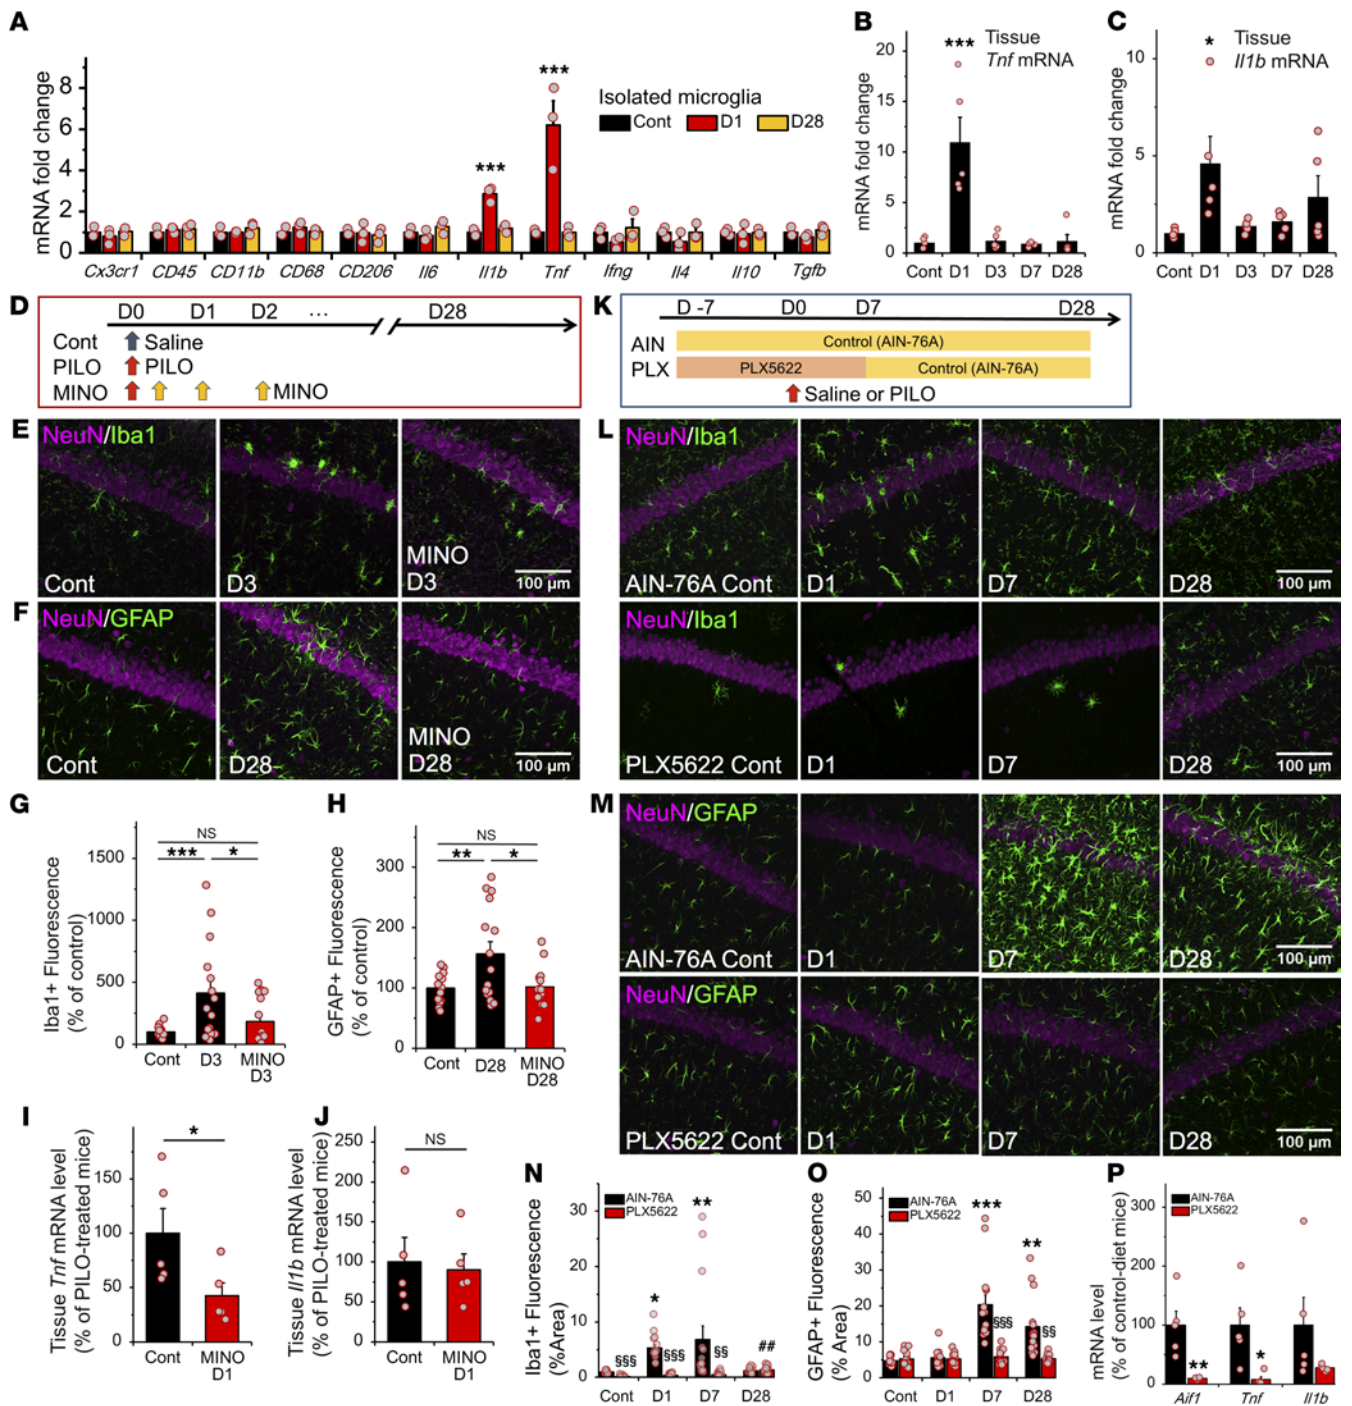 A
mRNA fold change
8
6
4
2
0
***
***
Isolated microglia
Cont D1 D28
Cx3cr1 CD45 CD11b CD68 CD206 Il6 Il1b Tnf Ifng Il4 Il10 Tgfb
B
mRNA fold change
20
15
10
5
0
*** Tissue
Tnf mRNA
Cont D1 D3 D7 D28
C
mRNA fold change
10
5
0
* Tissue
Il1b mRNA
Cont D1 D3 D7 D28
D
D0 D1 D2 ... D28
Cont Saline
PILO PILO
MINO MINO
K
D -7 D0 D7 D28
AIN Control (AIN-76A)
PLX PLX5622 Control (AIN-76A)
Saline or PILO
E
NeuN/Iba1
Cont
D3
MINO
D3
100 μm
F
NeuN/GFAP
Cont
D28
MINO
D28
100 μm
L
NeuN/Iba1
AIN-76A Cont
D1
D7
D28
100 μm
NeuN/Iba1
PLX5622 Cont
D1
D7
D28
100 μm
G
Iba1+ Fluorescence
(% of control)
1500
1000
500
0
NS
*** *
Cont D3 MINO
D3
H
GFAP+ Fluorescence
(% of control)
300
200
100
0
NS
** *
Cont D28 MINO
D28
M
NeuN/GFAP
AIN-76A Cont
D1
D7
D28
100 μm
NeuN/GFAP
PLX5622 Cont
D1
D7
D28
100 μm
I
Tissue Tnf mRNA level
(% of PILO-treated mice)
150
100
50
0
*
Cont MINO
D1
J
Tissue Il1b mRNA level
(% of PILO-treated mice)
250
200
150
100
50
0
NS
Cont MINO
D1
N
Iba1+ Fluorescence
(%Area)
30
20
10
0
AIN-76A
PLX5622
**
*
§§§ §§§ §§ ##
Cont D1 D7 D28
O
GFAP+ Fluorescence
(% Area)
50
40
30
20
10
0
AIN-76A
PLX5622
***
**
§§§ §§
Cont D1 D7 D28
P
mRNA level
(% of control-diet mice)
300
200
100
0
AIN-76A
PLX5622
** *
Aif1 Tnf Il1b